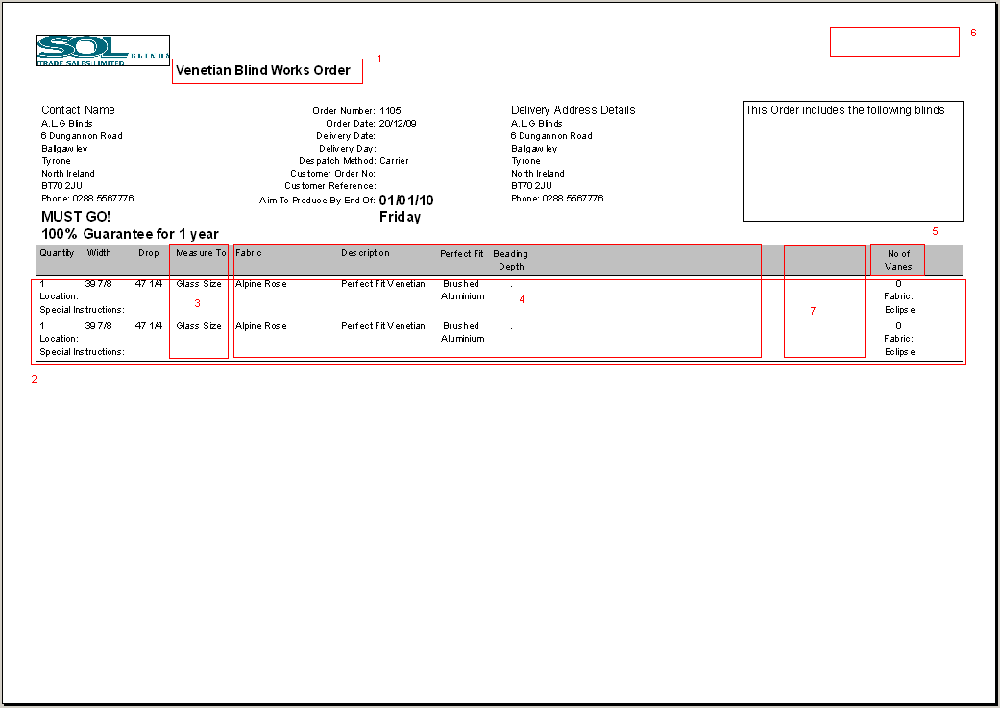 SOL BLINDS
TRADE SALES LIMITED
Venetian Blind Works Order
1
6
Contact Name
A.L.G Blinds
6 Dungannon Road
Ballgawley
Tyrone
North Ireland
BT70 2JU
Phone: 0288 5567776
MUST GO!
100% Guarantee for 1 year
Order Number: 1105
Order Date: 20/12/09
Delivery Date:
Delivery Day:
Despatch Method: Carrier
Customer Order No:
Customer Reference:
Aim To Produce By End Of: 01/01/10
Friday
Delivery Address Details
A.L.G Blinds
6 Dungannon Road
Ballgawley
Tyrone
North Ireland
BT70 2JU
Phone: 0288 5567776
This Order includes the following blinds
5
Quantity Width Drop Measure To Fabric Description Perfect Fit Beading Depth No of Vanes
1 39 7/8 47 1/4 Glass Size Alpine Rose Perfect Fit Venetian Brushed . 0
Location: Aluminium Fabric:
Special Instructions: Eclipse
3
4
7
1 39 7/8 47 1/4 Glass Size Alpine Rose Perfect Fit Venetian Brushed . 0
Location: Aluminium Fabric:
Special Instructions: Eclipse
2